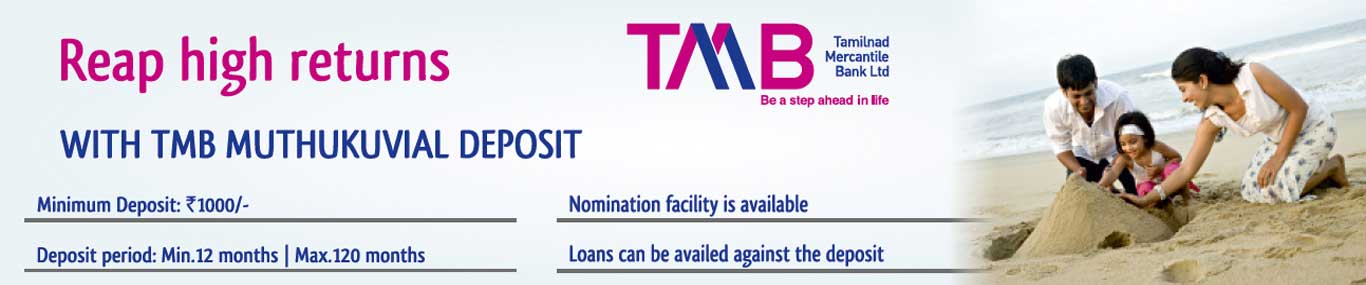 Reap high returns
WITH TMB MUTHUKUVIAL DEPOSIT
TMB
Tamilnad
Mercantile
Bank Ltd
Be a step ahead in life
Minimum Deposit: ₹1000/-
Deposit period: Min.12 months | Max.120 months
Nomination facility is available
Loans can be availed against the deposit